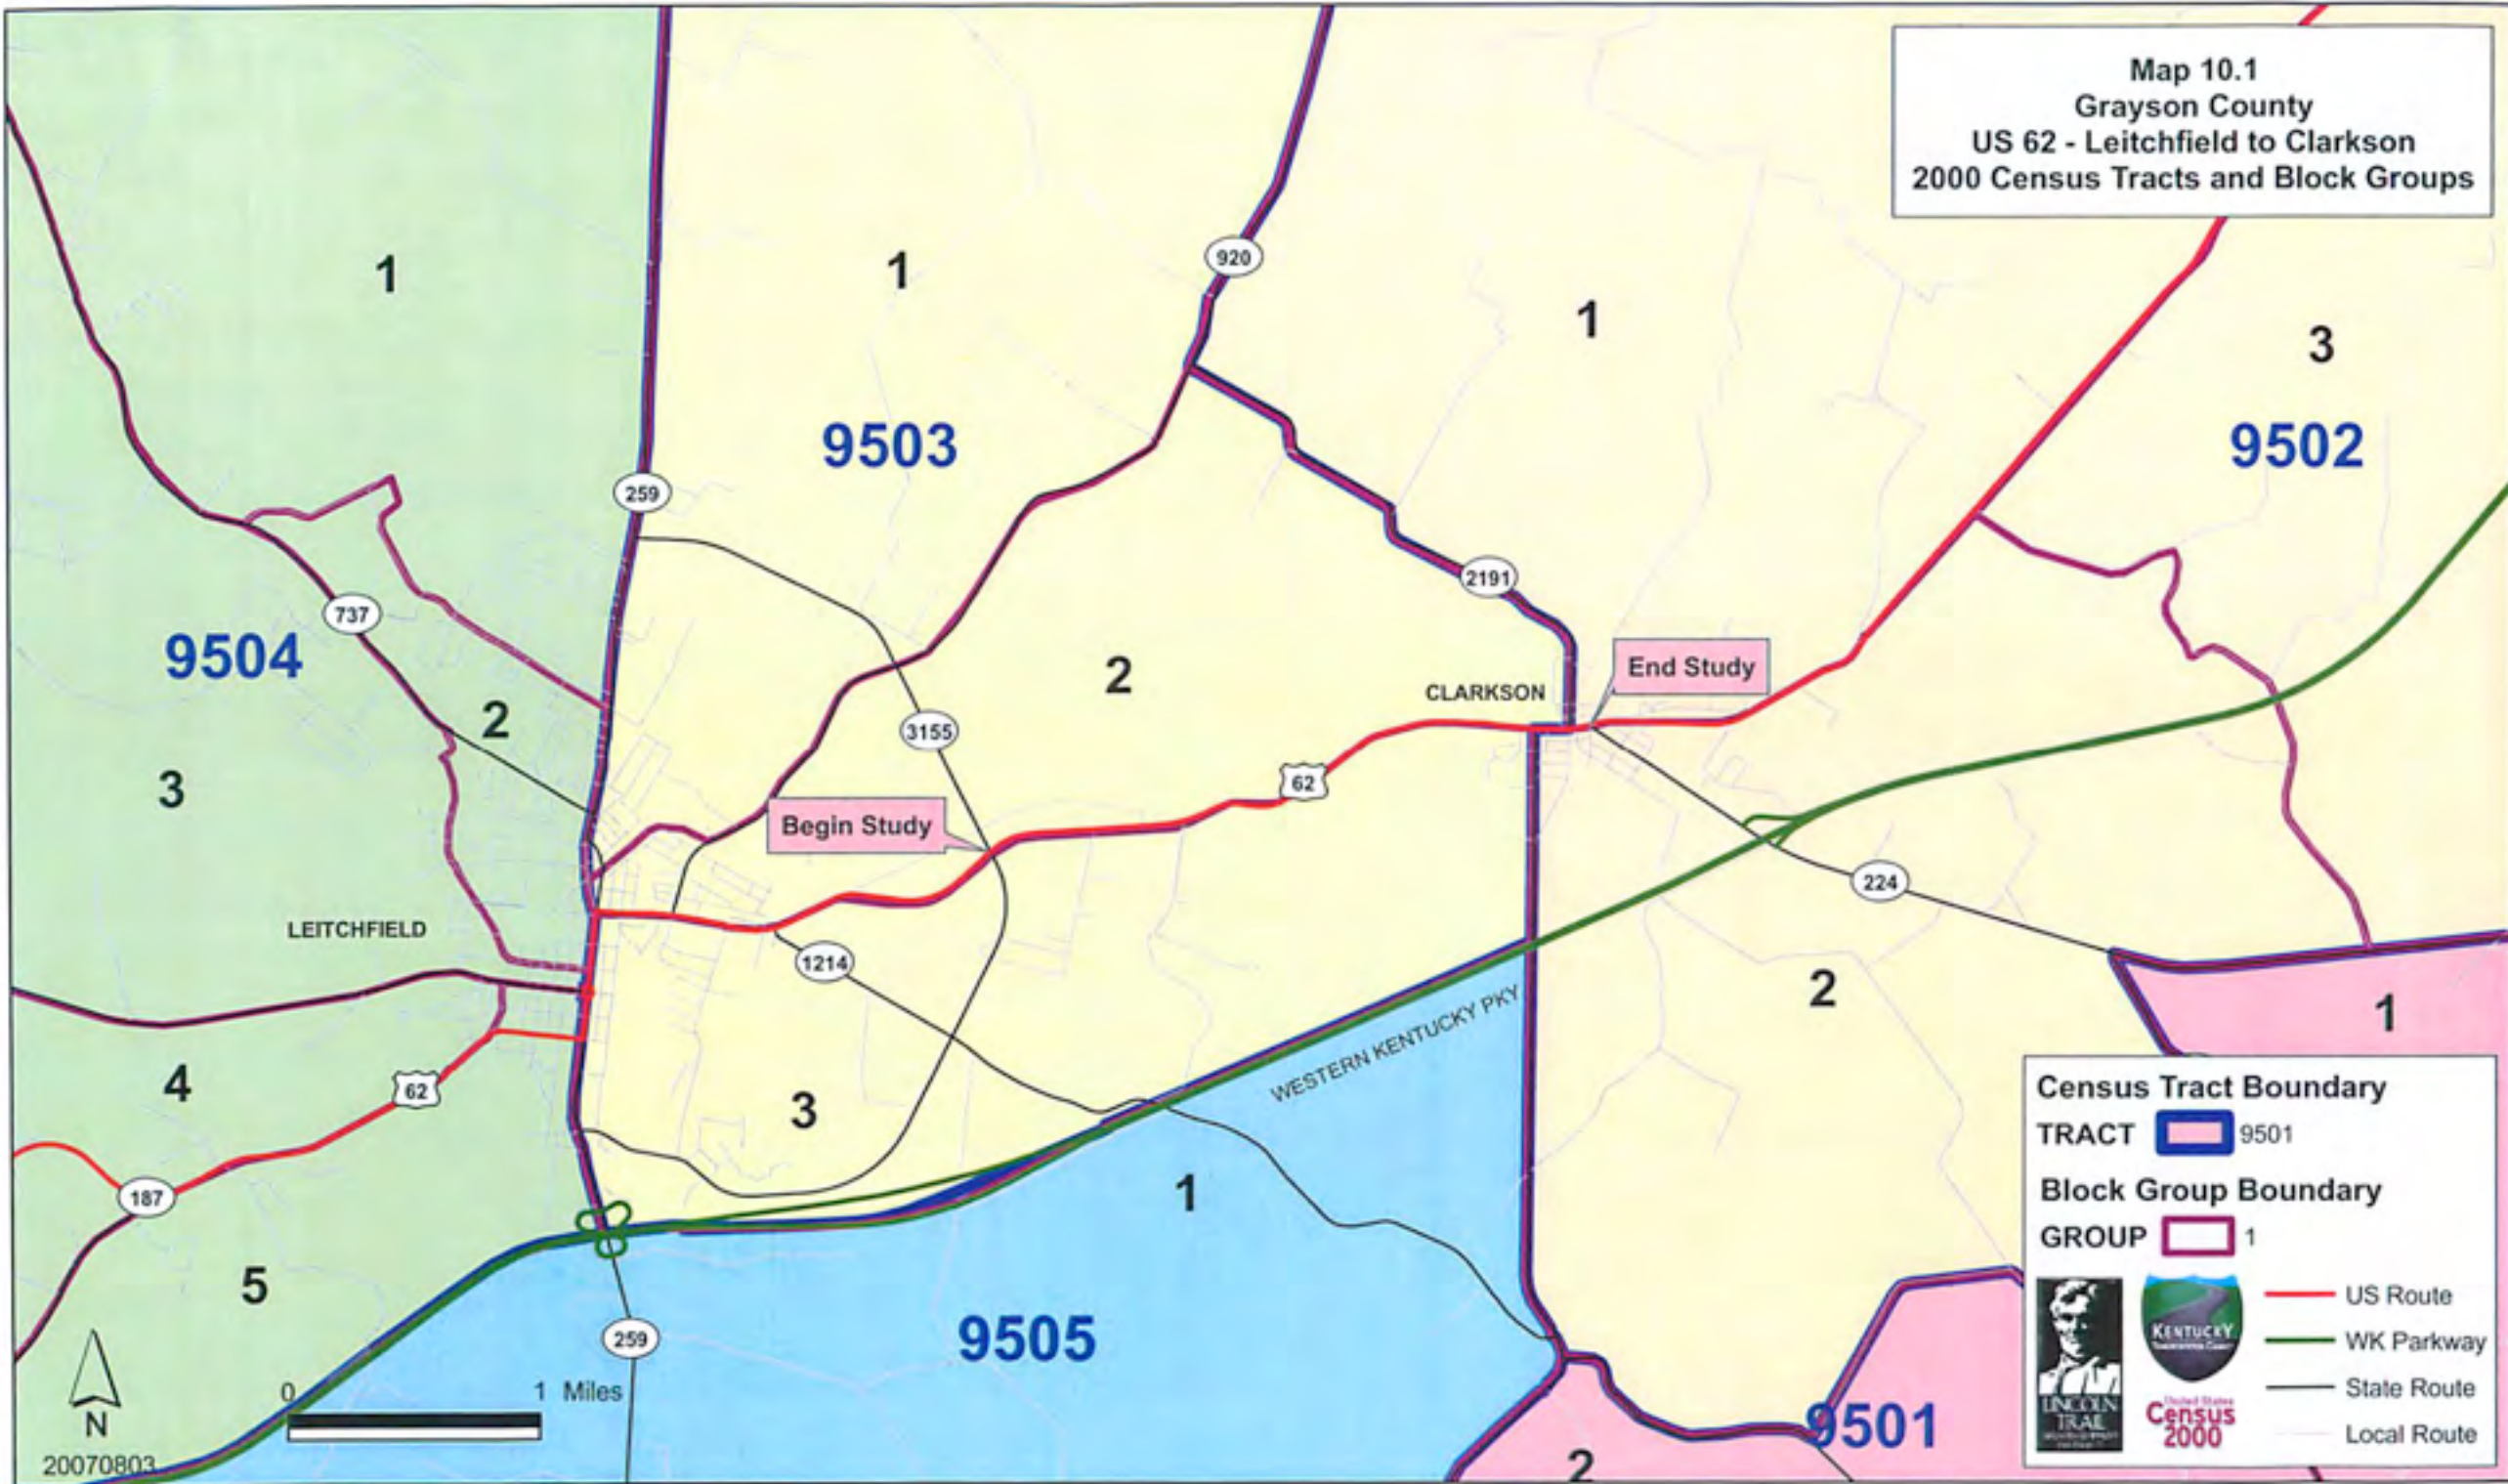 Map 10.1
Grayson County
US 62 - Leitchfield to Clarkson
2000 Census Tracts and Block Groups
1
1
920
1
3
9503
9502
259
2191
737
9504
2
End Study
CLARKSON
2
3155
3
62
Begin Study
224
LEITCHFIELD
1214
2
1
WESTERN KENTUCKY PKY
4
62
3
187
1
5
259
9505
9501
2
0 1 Miles
N
20070803
Census Tract Boundary
TRACT 9501
Block Group Boundary
GROUP 1
US Route
WK Parkway
State Route
Local Route
LINCOLN
TRAIL
KENTUCKY
United States
Census
2000